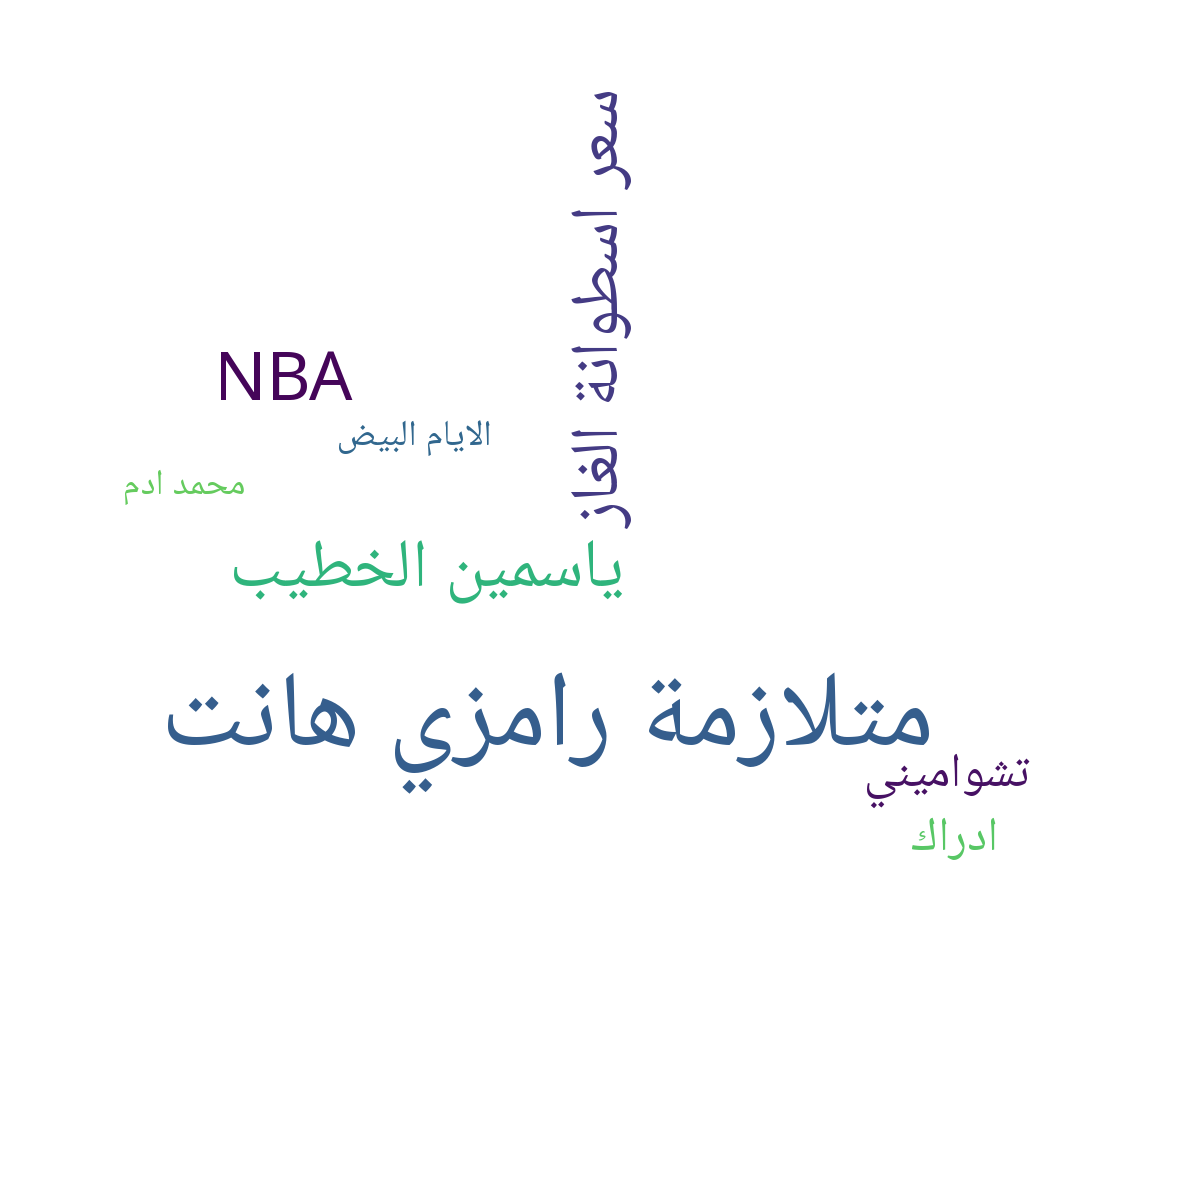 سعر اسطوانة الغاز
NBA
الايام البيض
محمد ادم
ياسمين الخطيب
متلازمة رامزي هانت
تشواميني
ادراك